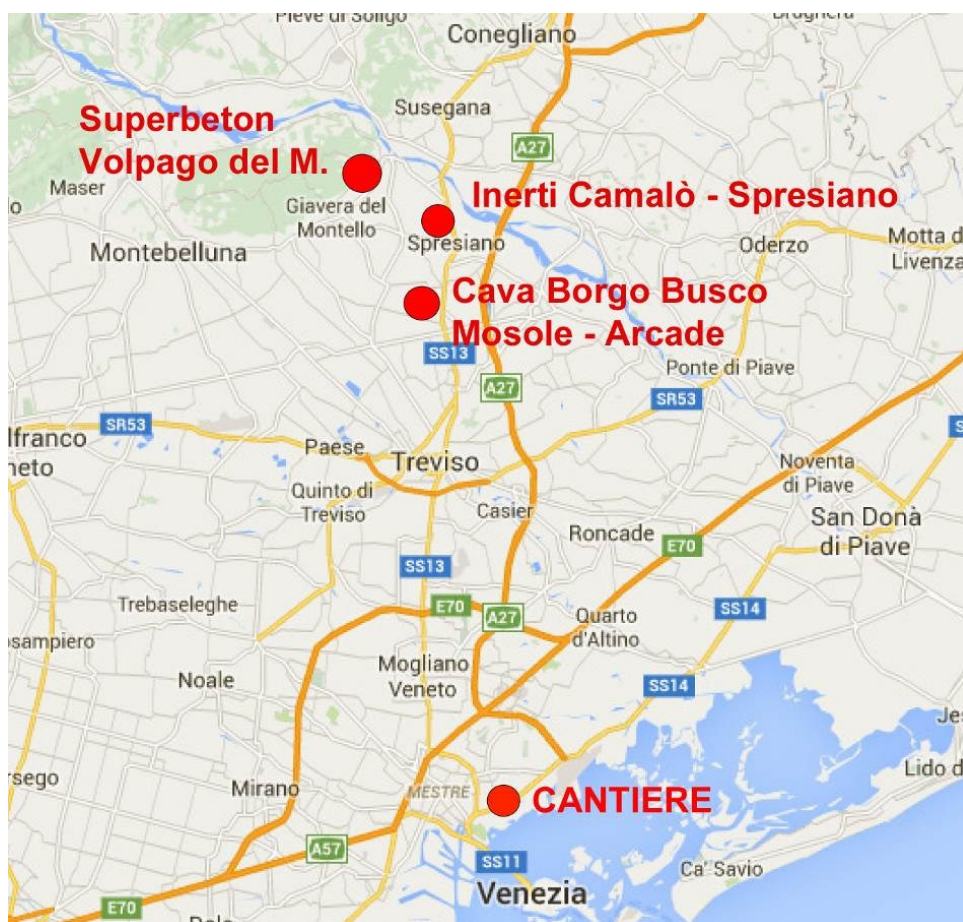 Pieve di Soligo
Conegliano
Susegana
A27
Superbeton
Volpago del M.
Maser
Giavera del
Montello
Inerti Camalò - Spresiano
Spresiano
Montebelluna
Oderzo
Motta d
Livenza
Cava Borgo Busco
Mosole - Arcade
SS13
A27
Ponte di Piave
SR53
SR53
lfranco
neto
Paese
Treviso
Quinto di
Treviso
Casier
Noventa
di Piave
Roncade
San Donà
di Piave
E70
SS13
Trebaseleghe
E70
A27
Quarto
d'Altino
SS14
osampiero
Mogliano
Veneto
Noale
SS14
Je
rsego
Mirano
MESTRE
CANTIERE
Lido d
A57
SS11
Ca' Savio
Venezia
E70